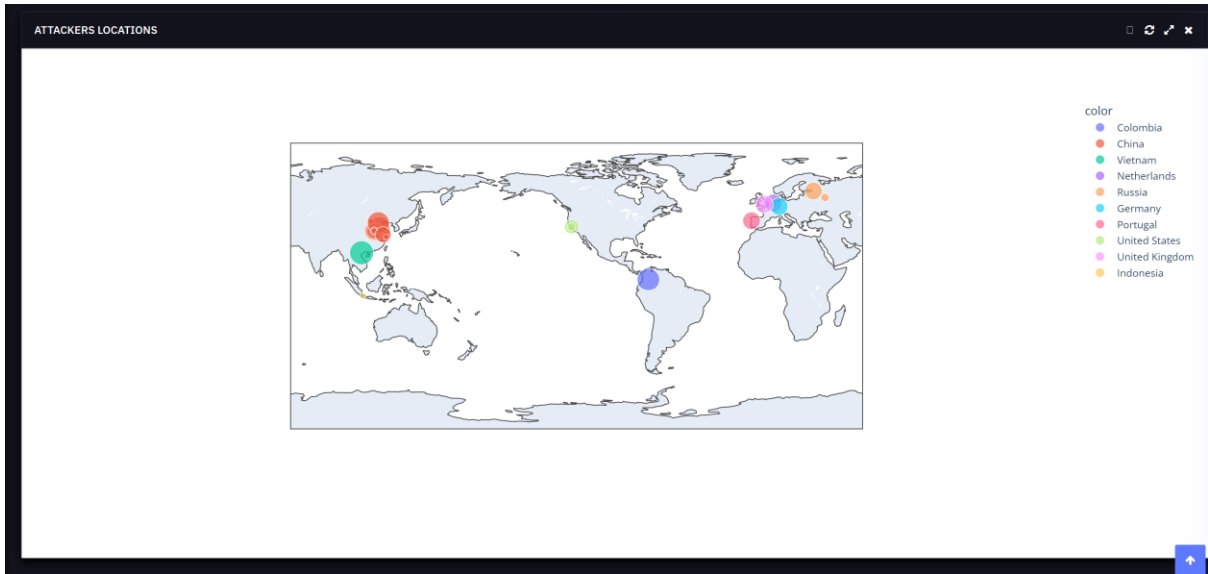 ATTACKERS LOCATIONS
color
Colombia
China
Vietnam
Netherlands
Russia
Germany
Portugal
United States
United Kingdom
Indonesia